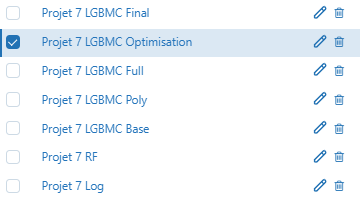 Projet 7 LGBMC Final
Projet 7 LGBMC Optimisation
Projet 7 LGBMC Full
Projet 7 LGBMC Poly
Projet 7 LGBMC Base
Projet 7 RF
Projet 7 Log